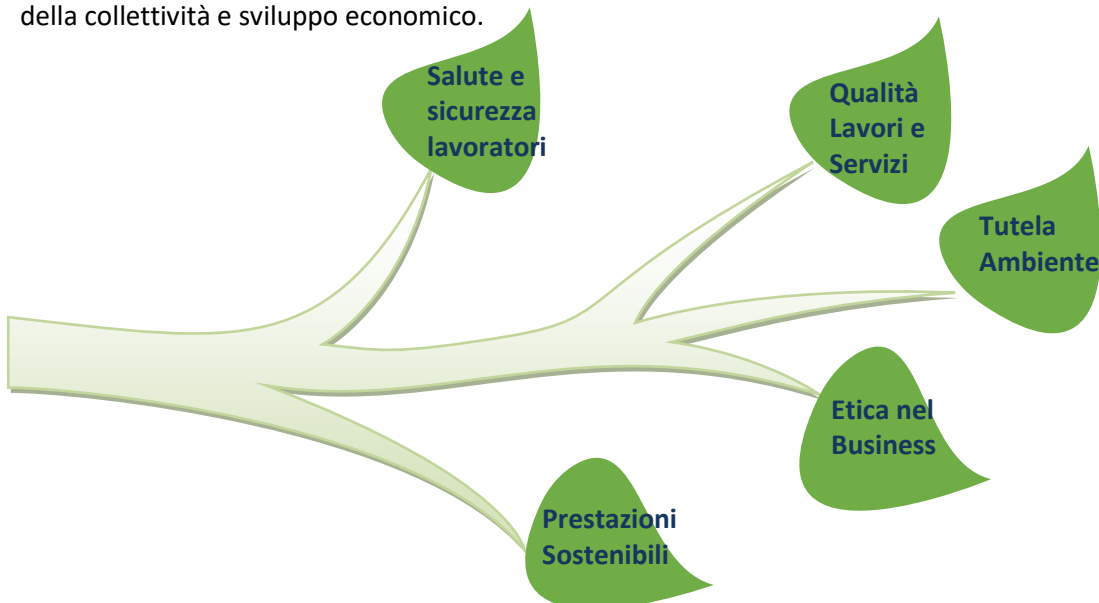 della collettività e sviluppo economico.
Salute e
sicurezza
lavoratori
Qualità
Lavori e
Servizi
Tutela
Ambiente
Etica nel
Business
Prestazioni
Sostenibili